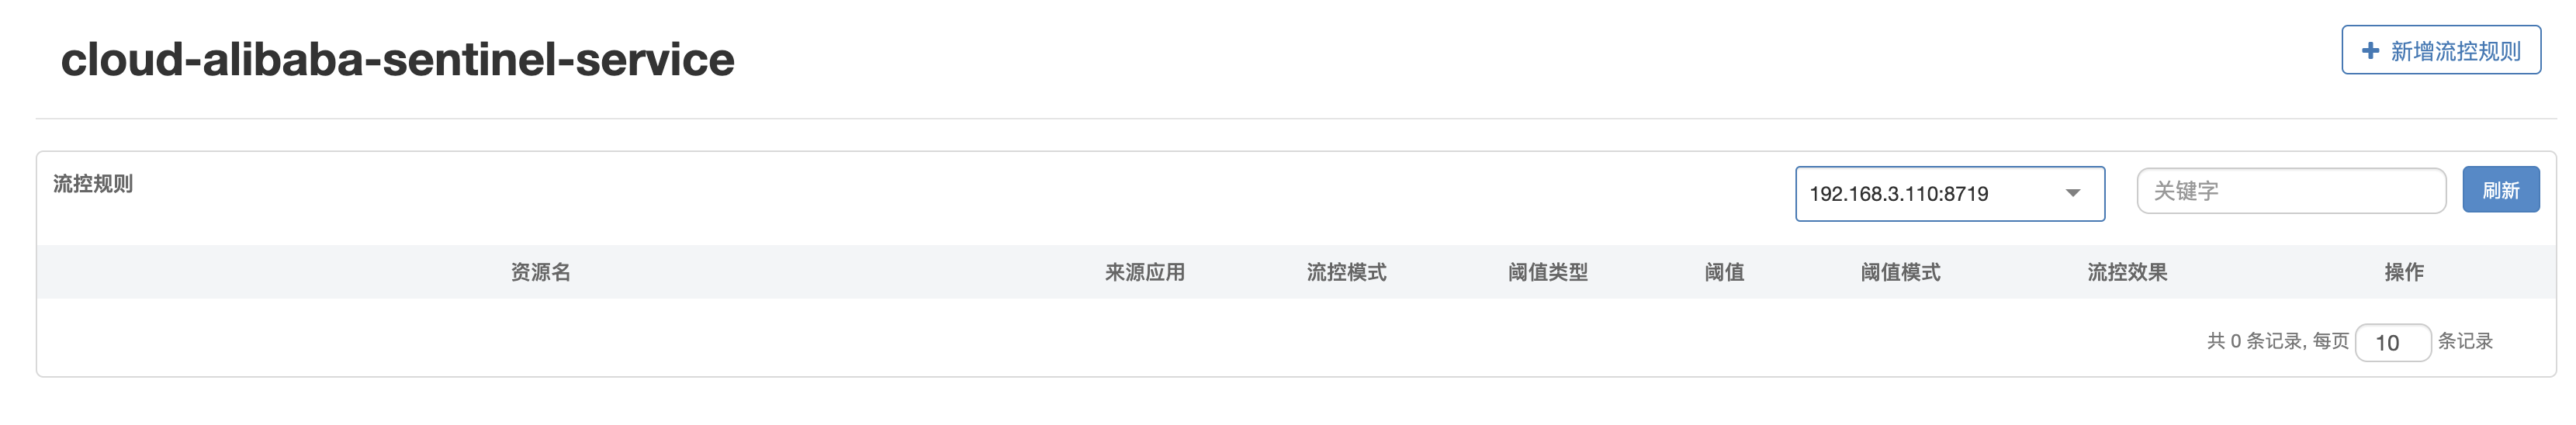 cloud-alibaba-sentinel-service
新增流控规则
流控规则
192.168.3.110:8719
关键字
刷新
资源名 来源应用 流控模式 阈值类型 阈值 阈值模式 流控效果 操作
共 0 条记录, 每页 10 条记录